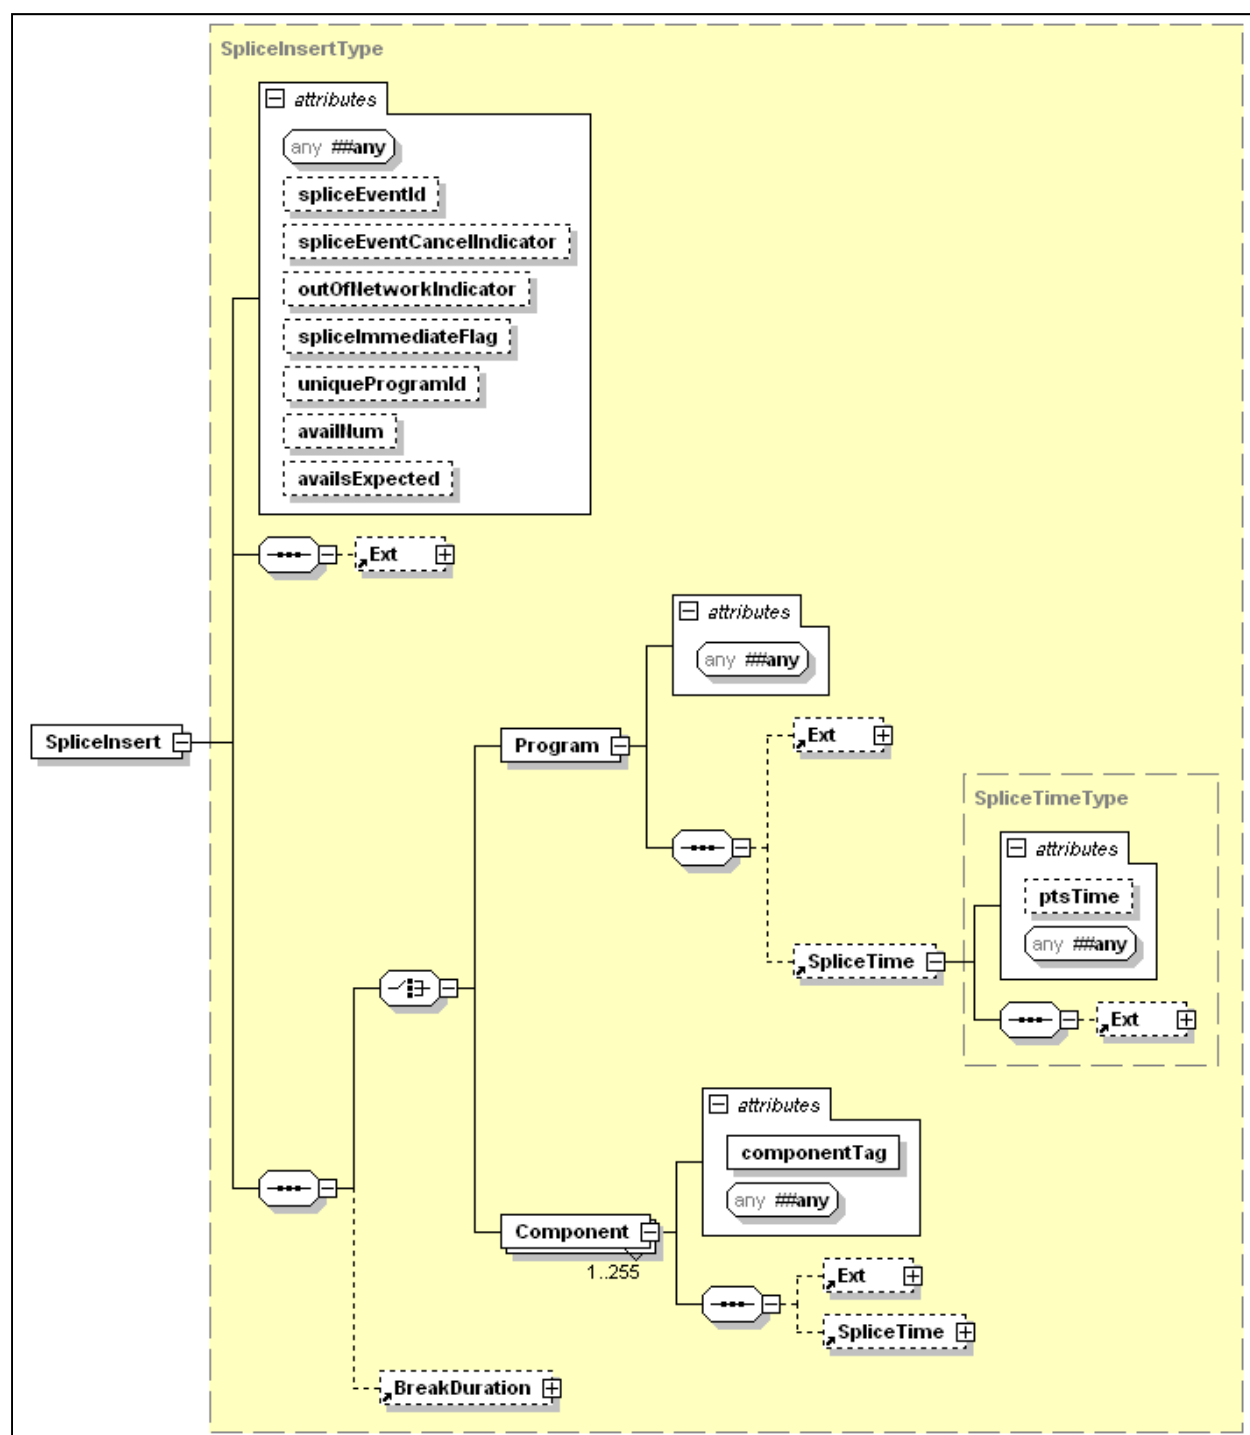 SpliceInsertType
attributes
any ##any
spliceEventId
spliceEventCancelIndicator
outOfNetworkIndicator
spliceImmediateFlag
uniqueProgramId
availNum
availsExpected
Ext
attributes
any ##any
SpliceInsert
Program
Ext
SpliceTimeType
attributes
ptsTime
any ##any
SpliceTime
Ext
attributes
componentTag
any ##any
Component
1..255
Ext
SpliceTime
BreakDuration